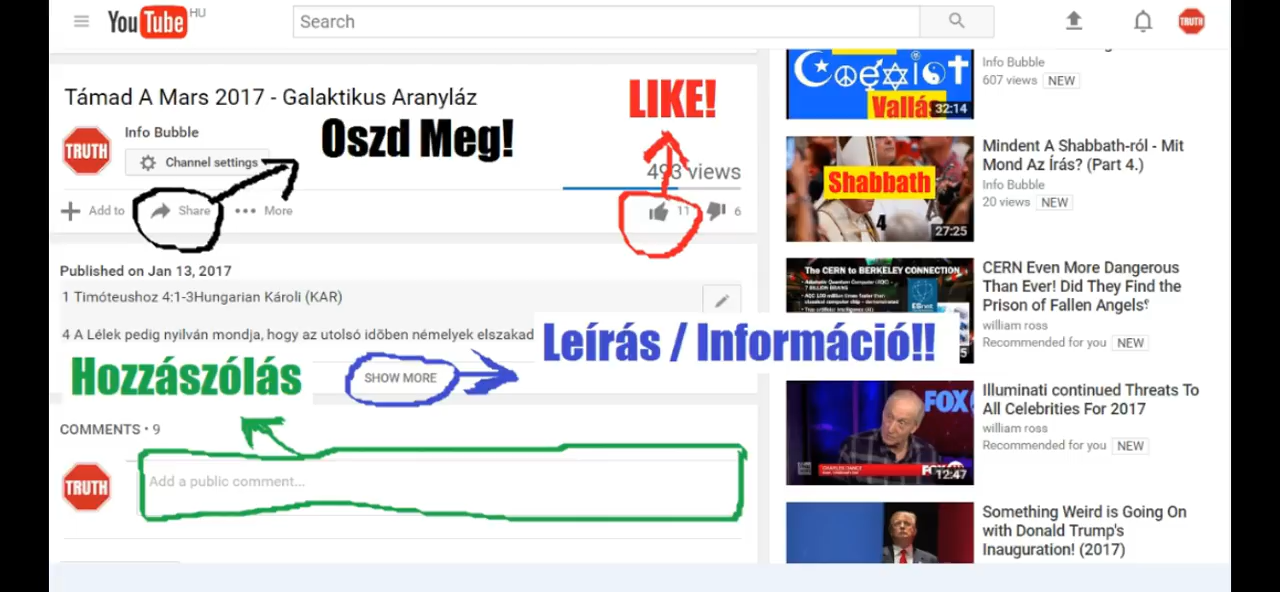 YouTube HU
Search
TRUTH
Támad A Mars 2017 - Galaktikus Aranyláz
TRUTH
Info Bubble
Channel settings
Oszd Meg!
LIKE!
493 views
Add to
Share
More
11
6
Published on Jan 13, 2017
1 Timóteushoz 4:1-3Hungarian Károli (KAR)
4 A Lélek pedig nyilván mondja, hogy az utolsó időben némelyek elszakad
Leírás / Információ!!
Hozzászólás
SHOW MORE
COMMENTS • 9
TRUTH
Add a public comment...
Coexist
Vallás
32:14
Info Bubble
607 views NEW
Shabbath
4
27:25
Mindent A Shabbath-ról - Mit
Mond Az Írás? (Part 4.)
Info Bubble
20 views NEW
The CERN to BERKELEY CONNECTION
ESnet
CERN Even More Dangerous
Than Ever! Did They Find the
Prison of Fallen Angels
william ross
Recommended for you NEW
FOX
CHARLES DANCE
12:47
Illuminati continued Threats To
All Celebrities For 2017
william ross
Recommended for you NEW
Something Weird is Going On
with Donald Trump's
Inauguration! (2017)